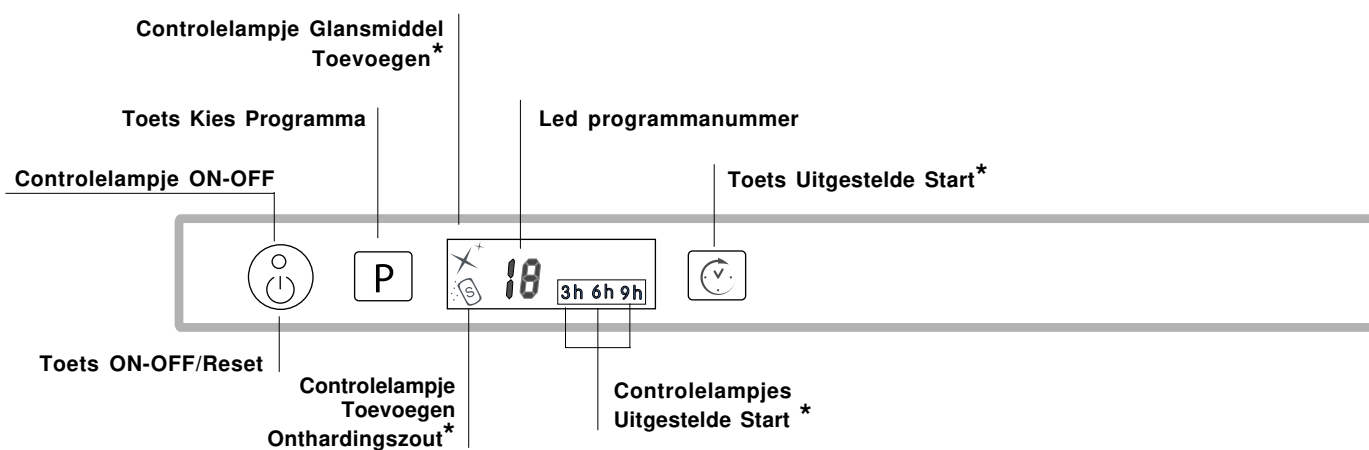 Controlelampje Glansmiddel
Toevoegen*
Toets Kies Programma
Led programmanummer
Controlelampje ON-OFF
Toets Uitgestelde Start*
P
S
18
3h 6h 9h
Toets ON-OFF/Reset
Controlelampje
Toevoegen
Onthardingszout*
Controlelampjes
Uitgestelde Start *